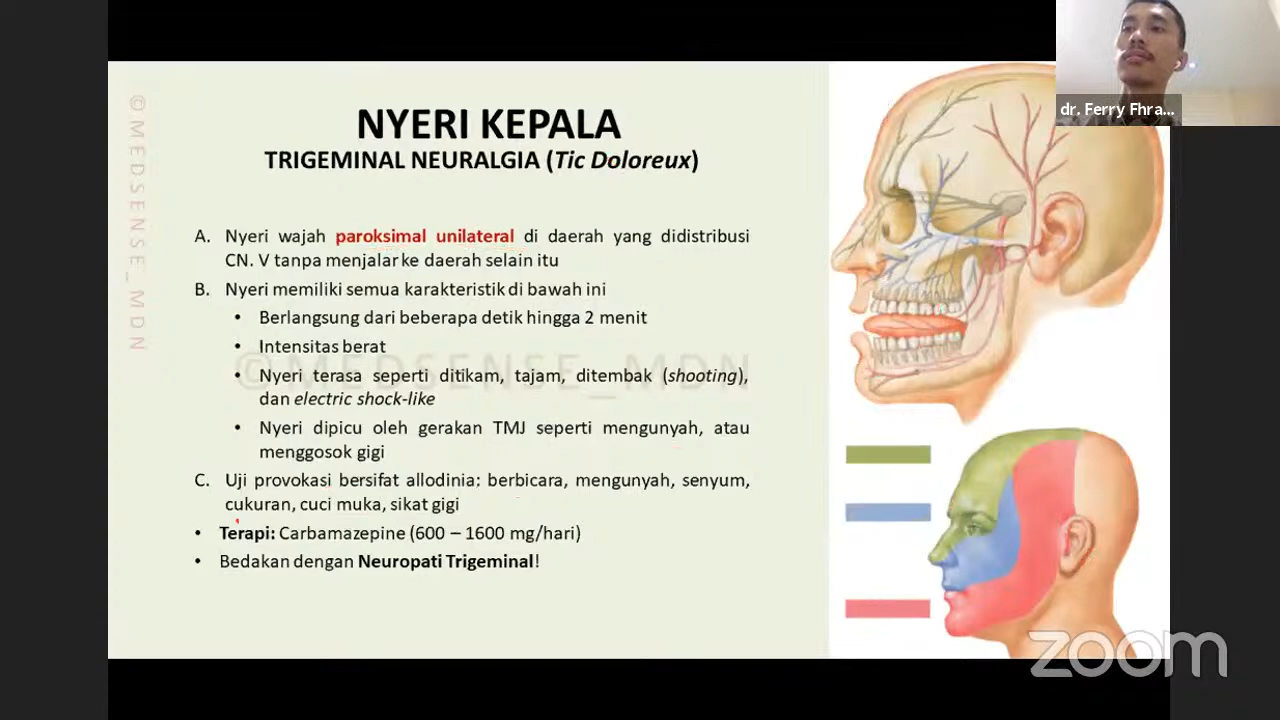 dr. Ferry Fhra...
©MEDSENSE_MDN
NYERI KEPALA
TRIGEMINAL NEURALGIA (Tic Doloreux)
A. Nyeri wajah paroksimal unilateral di daerah yang didistribusi
CN. V tanpa menjalar ke daerah selain itu
B. Nyeri memiliki semua karakteristik di bawah ini
• Berlangsung dari beberapa detik hingga 2 menit
• Intensitas berat
©MEDSENSE_MDN
• Nyeri terasa seperti ditikam, tajam, ditembak (shooting),
dan electric shock-like
• Nyeri dipicu oleh gerakan TMJ seperti mengunyah, atau
menggosok gigi
C. Uji provokasi bersifat allodinia: berbicara, mengunyah, senyum,
cukuran, cuci muka, sikat gigi
• Terapi: Carbamazepine (600 – 1600 mg/hari)
• Bedakan dengan Neuropati Trigeminal!
zoom